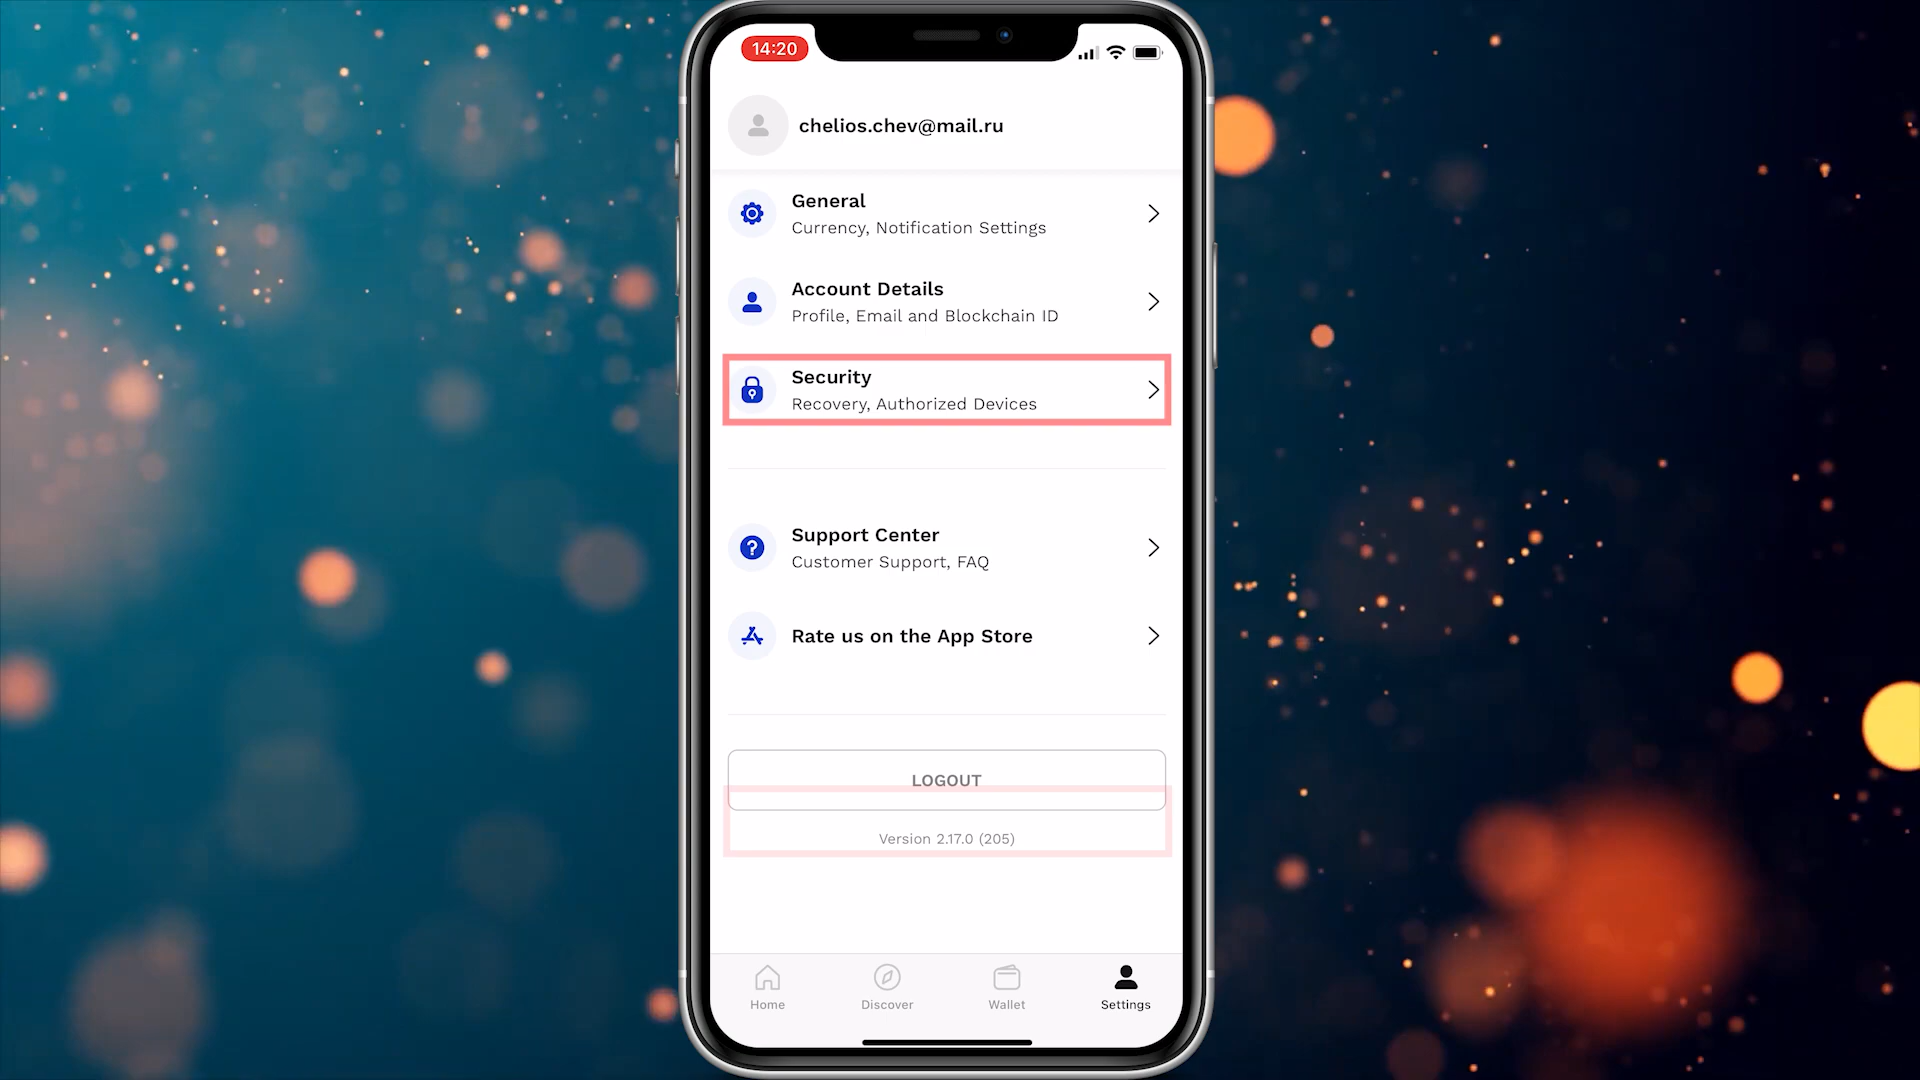 14:20
chelios.chev@mail.ru
General
Currency, Notification Settings
Account Details
Profile, Email and Blockchain ID
Security
Recovery, Authorized Devices
Support Center
Customer Support, FAQ
Rate us on the App Store
LOGOUT
Version 2.17.0 (205)
Home
Discover
Wallet
Settings